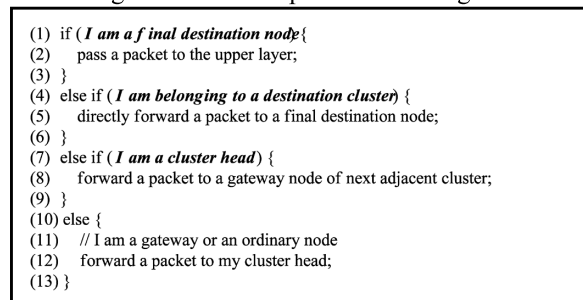 (1) if ( I am a f inal destination node) {
(2) pass a packet to the upper layer;
(3) }
(4) else if ( I am belonging to a destination cluster) {
(5) directly forward a packet to a final destination node;
(6) }
(7) else if ( I am a cluster head) {
(8) forward a packet to a gateway node of next adjacent cluster;
(9) }
(10) else {
(11) // I am a gateway or an ordinary node
(12) forward a packet to my cluster head;
(13) }